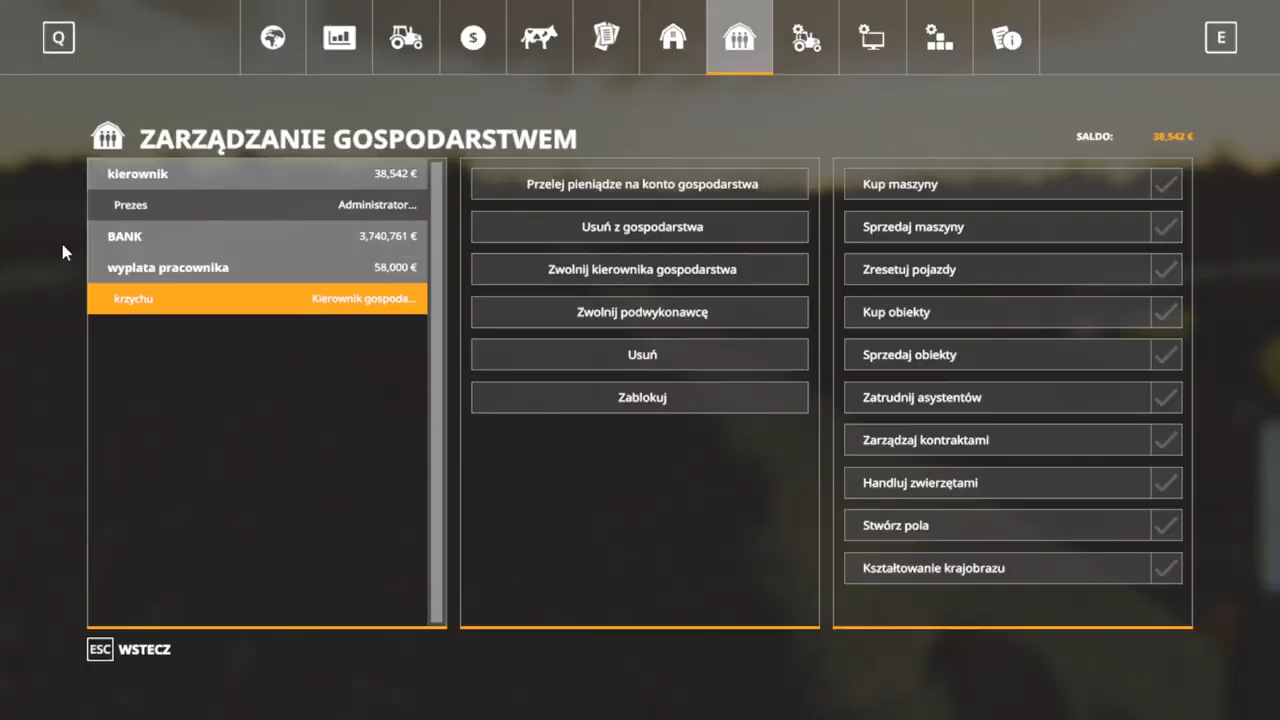 Q
E
ZARZĄDZANIE GOSPODARSTWEM
SALDO: 38,542 €
kierownik 38,542 €
Prezes Administrator...
BANK 3,740,761 €
wyplata pracownika 58,000 €
krzychu Kierownik gospoda...
Przelej pieniądze na konto gospodarstwa
Usuń z gospodarstwa
Zwolnij kierownika gospodarstwa
Zwolnij podwykonawcę
Usuń
Zablokuj
Kup maszyny
Sprzedaj maszyny
Zresetuj pojazdy
Kup obiekty
Sprzedaj obiekty
Zatrudnij asystentów
Zarządzaj kontraktami
Handluj zwierzętami
Stwórz pola
Kształtowanie krajobrazu
ESC WSTECZ